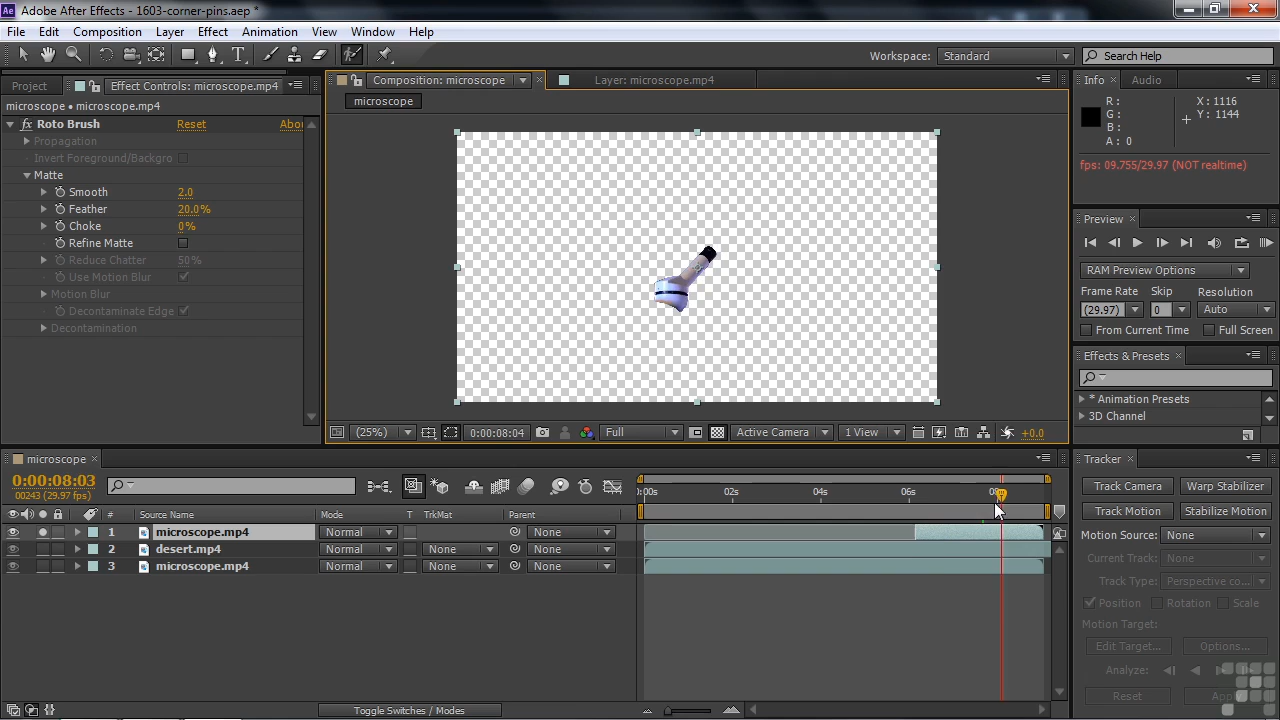 Ae Adobe After Effects - 1603-corner-pins.aep *
File Edit Composition Layer Effect Animation View Window Help
Workspace: Standard Search Help
Project Effect Controls: microscope.mp4
Composition: microscope Layer: microscope.mp4
Info Audio
microscope • microscope.mp4
microscope
fx Roto Brush Reset Abou
Propagation
Invert Foreground/Backgro
Matte
Smooth 2.0
Feather 20.0%
Choke 0%
Refine Matte
Reduce Chatter 50%
Use Motion Blur
Motion Blur
Decontaminate Edge
Decontamination
R : X : 1116
G : Y : 1144
B :
A : 0
fps: 09.755/29.97 (NOT realtime)
Preview
RAM Preview Options
Frame Rate Skip Resolution
(29.97) 0 Auto
From Current Time Full Screen
Effects & Presets
* Animation Presets
3D Channel
(25%) 0:00:08:04 Full Active Camera 1 View +0.0
microscope
0:00:08:03
00243 (29.97 fps)
:00s 02s 04s 06s
# Source Name Mode T TrkMat Parent
1 microscope.mp4 Normal None
2 desert.mp4 Normal None None
3 microscope.mp4 Normal None None
Toggle Switches / Modes
Tracker
Track Camera Warp Stabilizer
Track Motion Stabilize Motion
Motion Source: None
Current Track: None
Track Type: Perspective co...
Position Rotation Scale
Motion Target:
Edit Target... Options...
Analyze:
Reset Apply